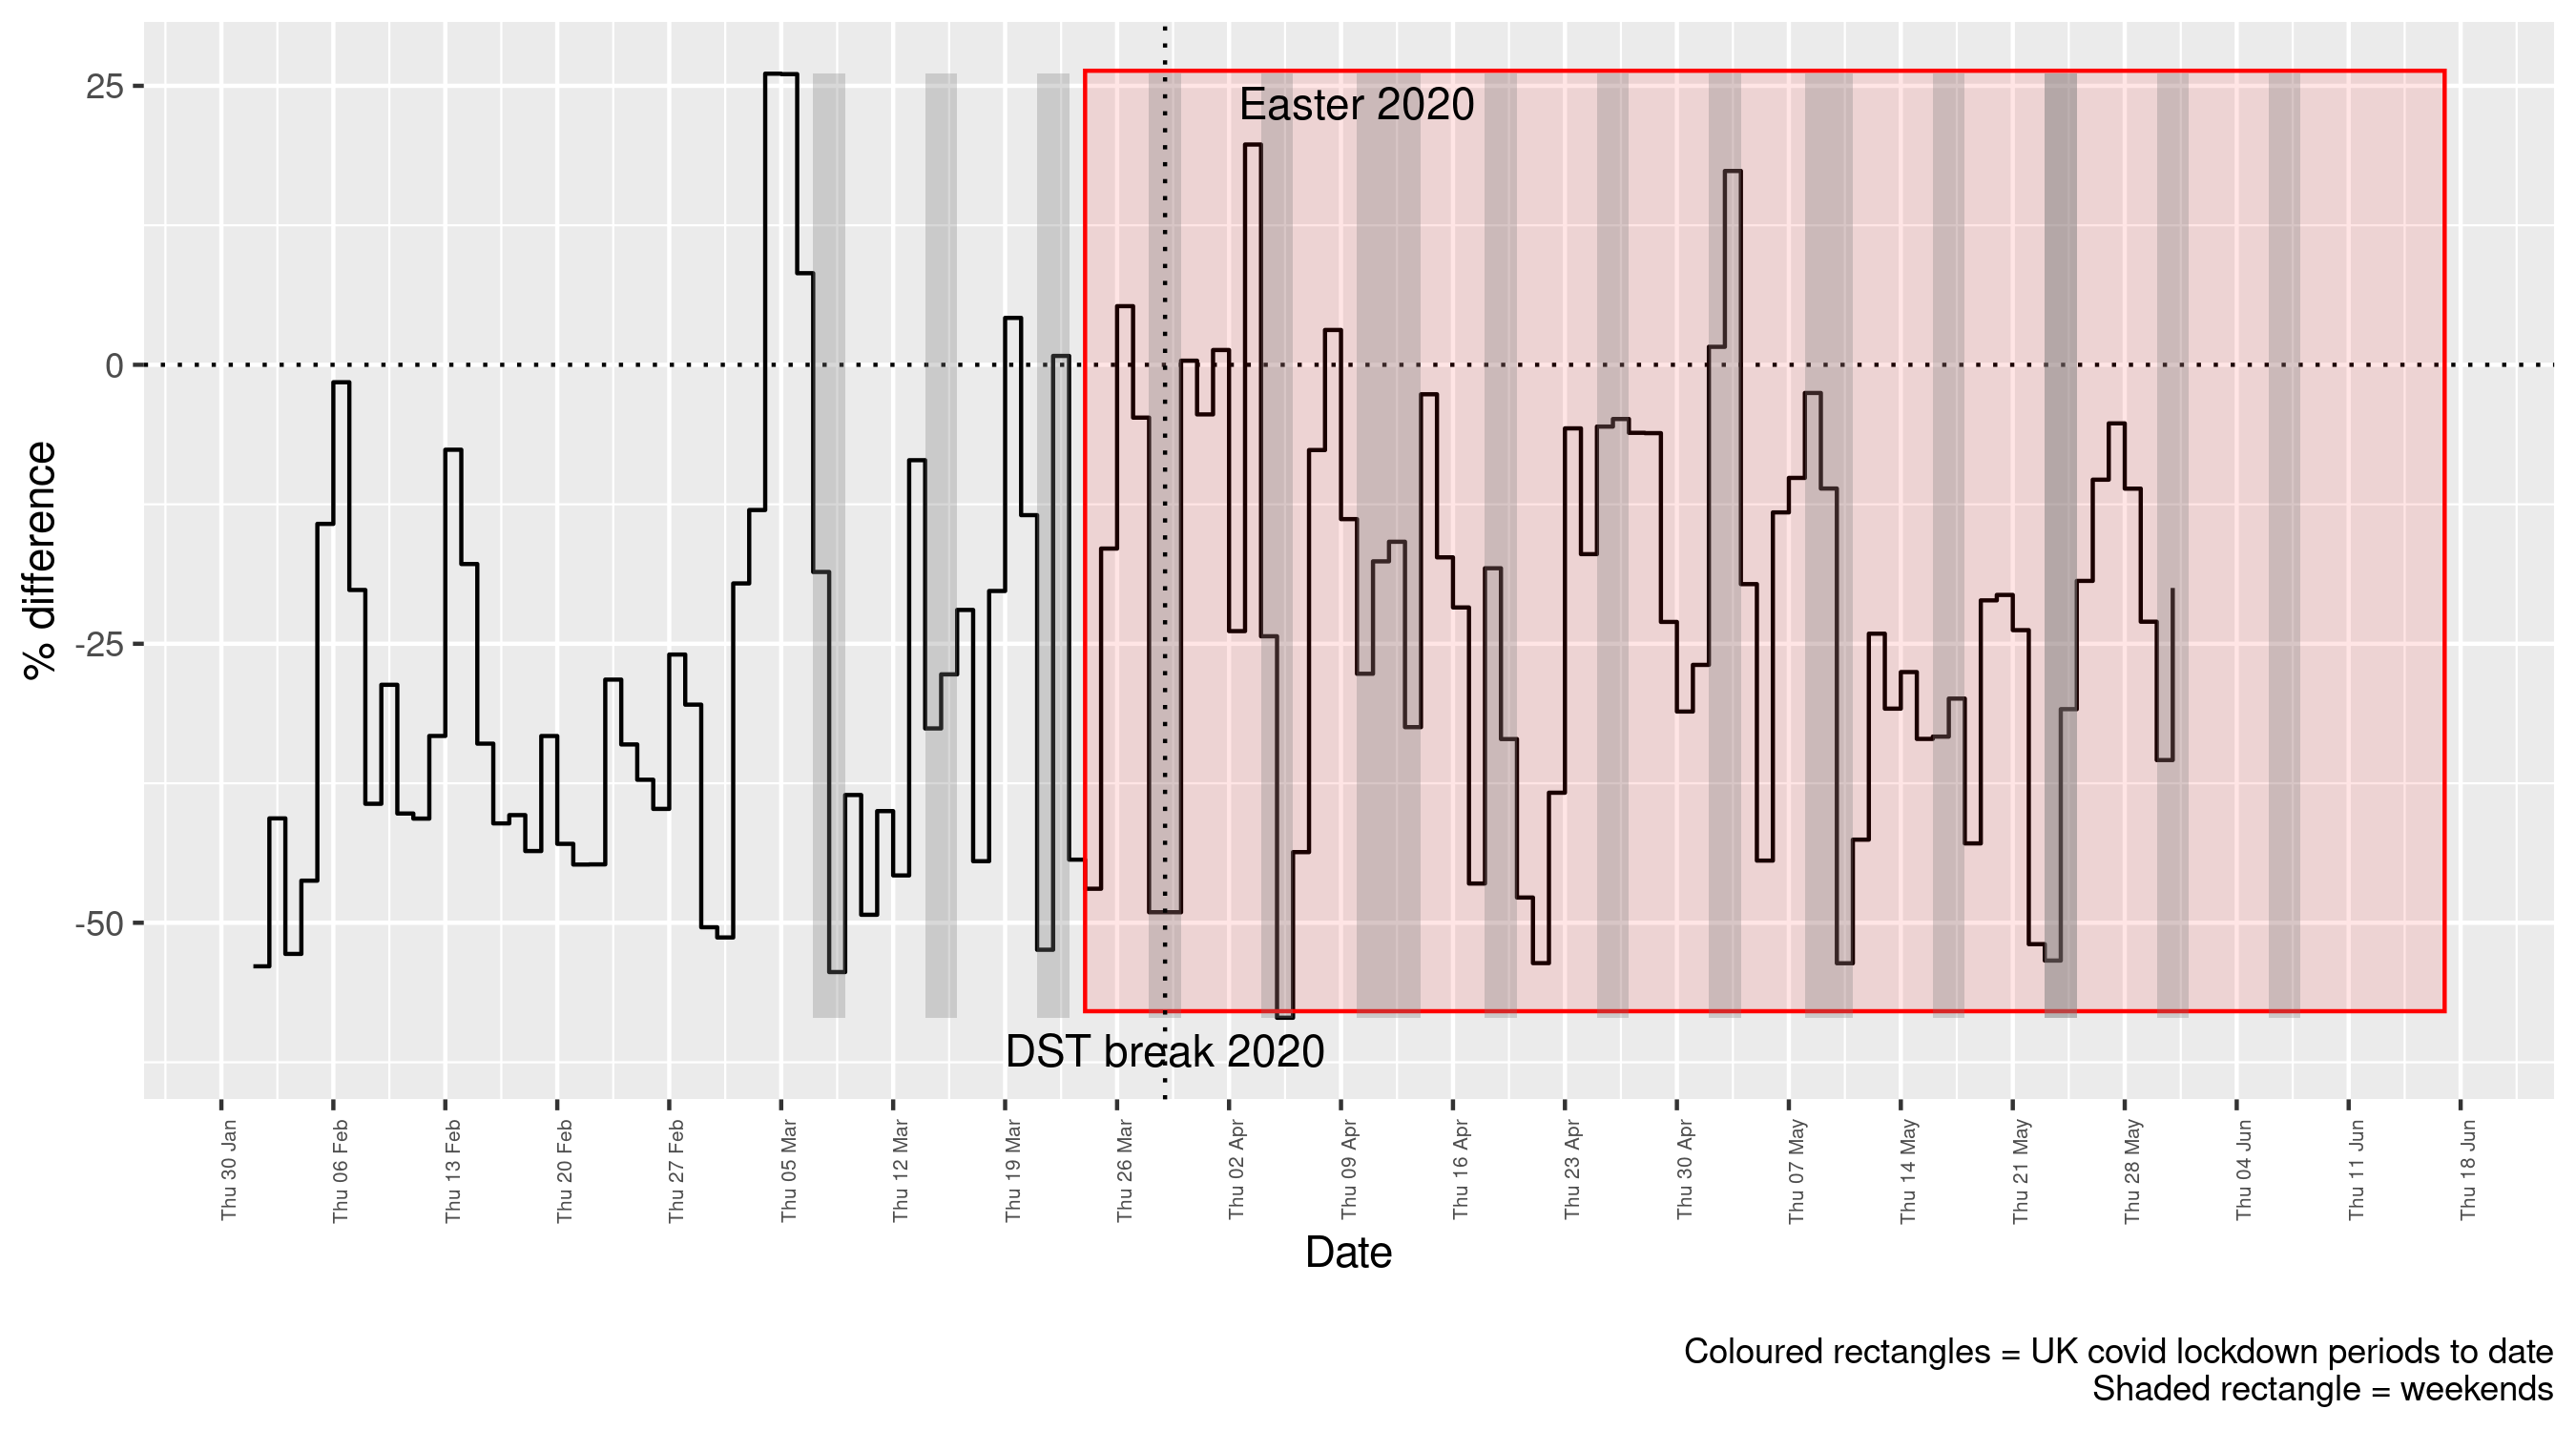 Easter 2020
DST break 2020
25
0
-25
-50
% difference
Thu 30 Jan
Thu 06 Feb
Thu 13 Feb
Thu 20 Feb
Thu 27 Feb
Thu 05 Mar
Thu 12 Mar
Thu 19 Mar
Thu 26 Mar
Thu 02 Apr
Thu 09 Apr
Thu 16 Apr
Thu 23 Apr
Thu 30 Apr
Thu 07 May
Thu 14 May
Thu 21 May
Thu 28 May
Thu 04 Jun
Thu 11 Jun
Thu 18 Jun
Date
Coloured rectangles = UK covid lockdown periods to date
Shaded rectangle = weekends